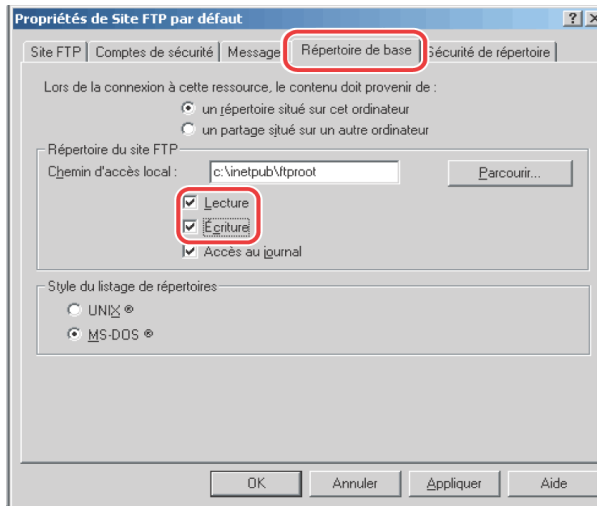 Propriétés de Site FTP par défaut
Site FTP Comptes de sécurité Message Répertoire de base Sécurité de répertoire
Lors de la connexion à cette ressource, le contenu doit provenir de :
un répertoire situé sur cet ordinateur
un partage situé sur un autre ordinateur
Répertoire du site FTP
Chemin d'accès local : c:\inetpub\ftproot Parcourir...
Lecture
Écriture
Accès au journal
Style du listage de répertoires
UNIX ®
MS-DOS ®
OK Annuler Appliquer Aide